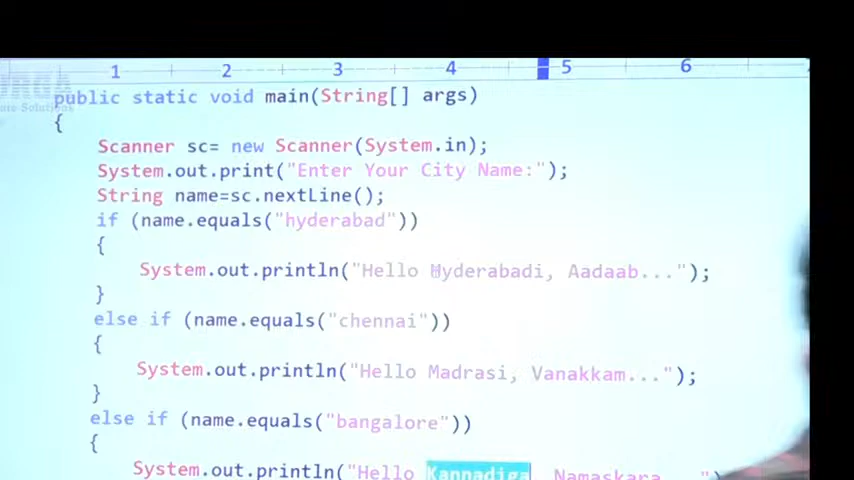 1 2 3 4 5 6
public static void main(String[] args)
{
Scanner sc= new Scanner(System.in);
System.out.print("Enter Your City Name:");
String name=sc.nextLine();
if (name.equals("hyderabad"))
{
System.out.println("Hello Hyderabadi, Aadaab...");
}
else if (name.equals("chennai"))
{
System.out.println("Hello Madrasi, Vanakkam...");
}
else if (name.equals("bangalore"))
{
System.out.println("Hello Kannadiga, Namaskara...")